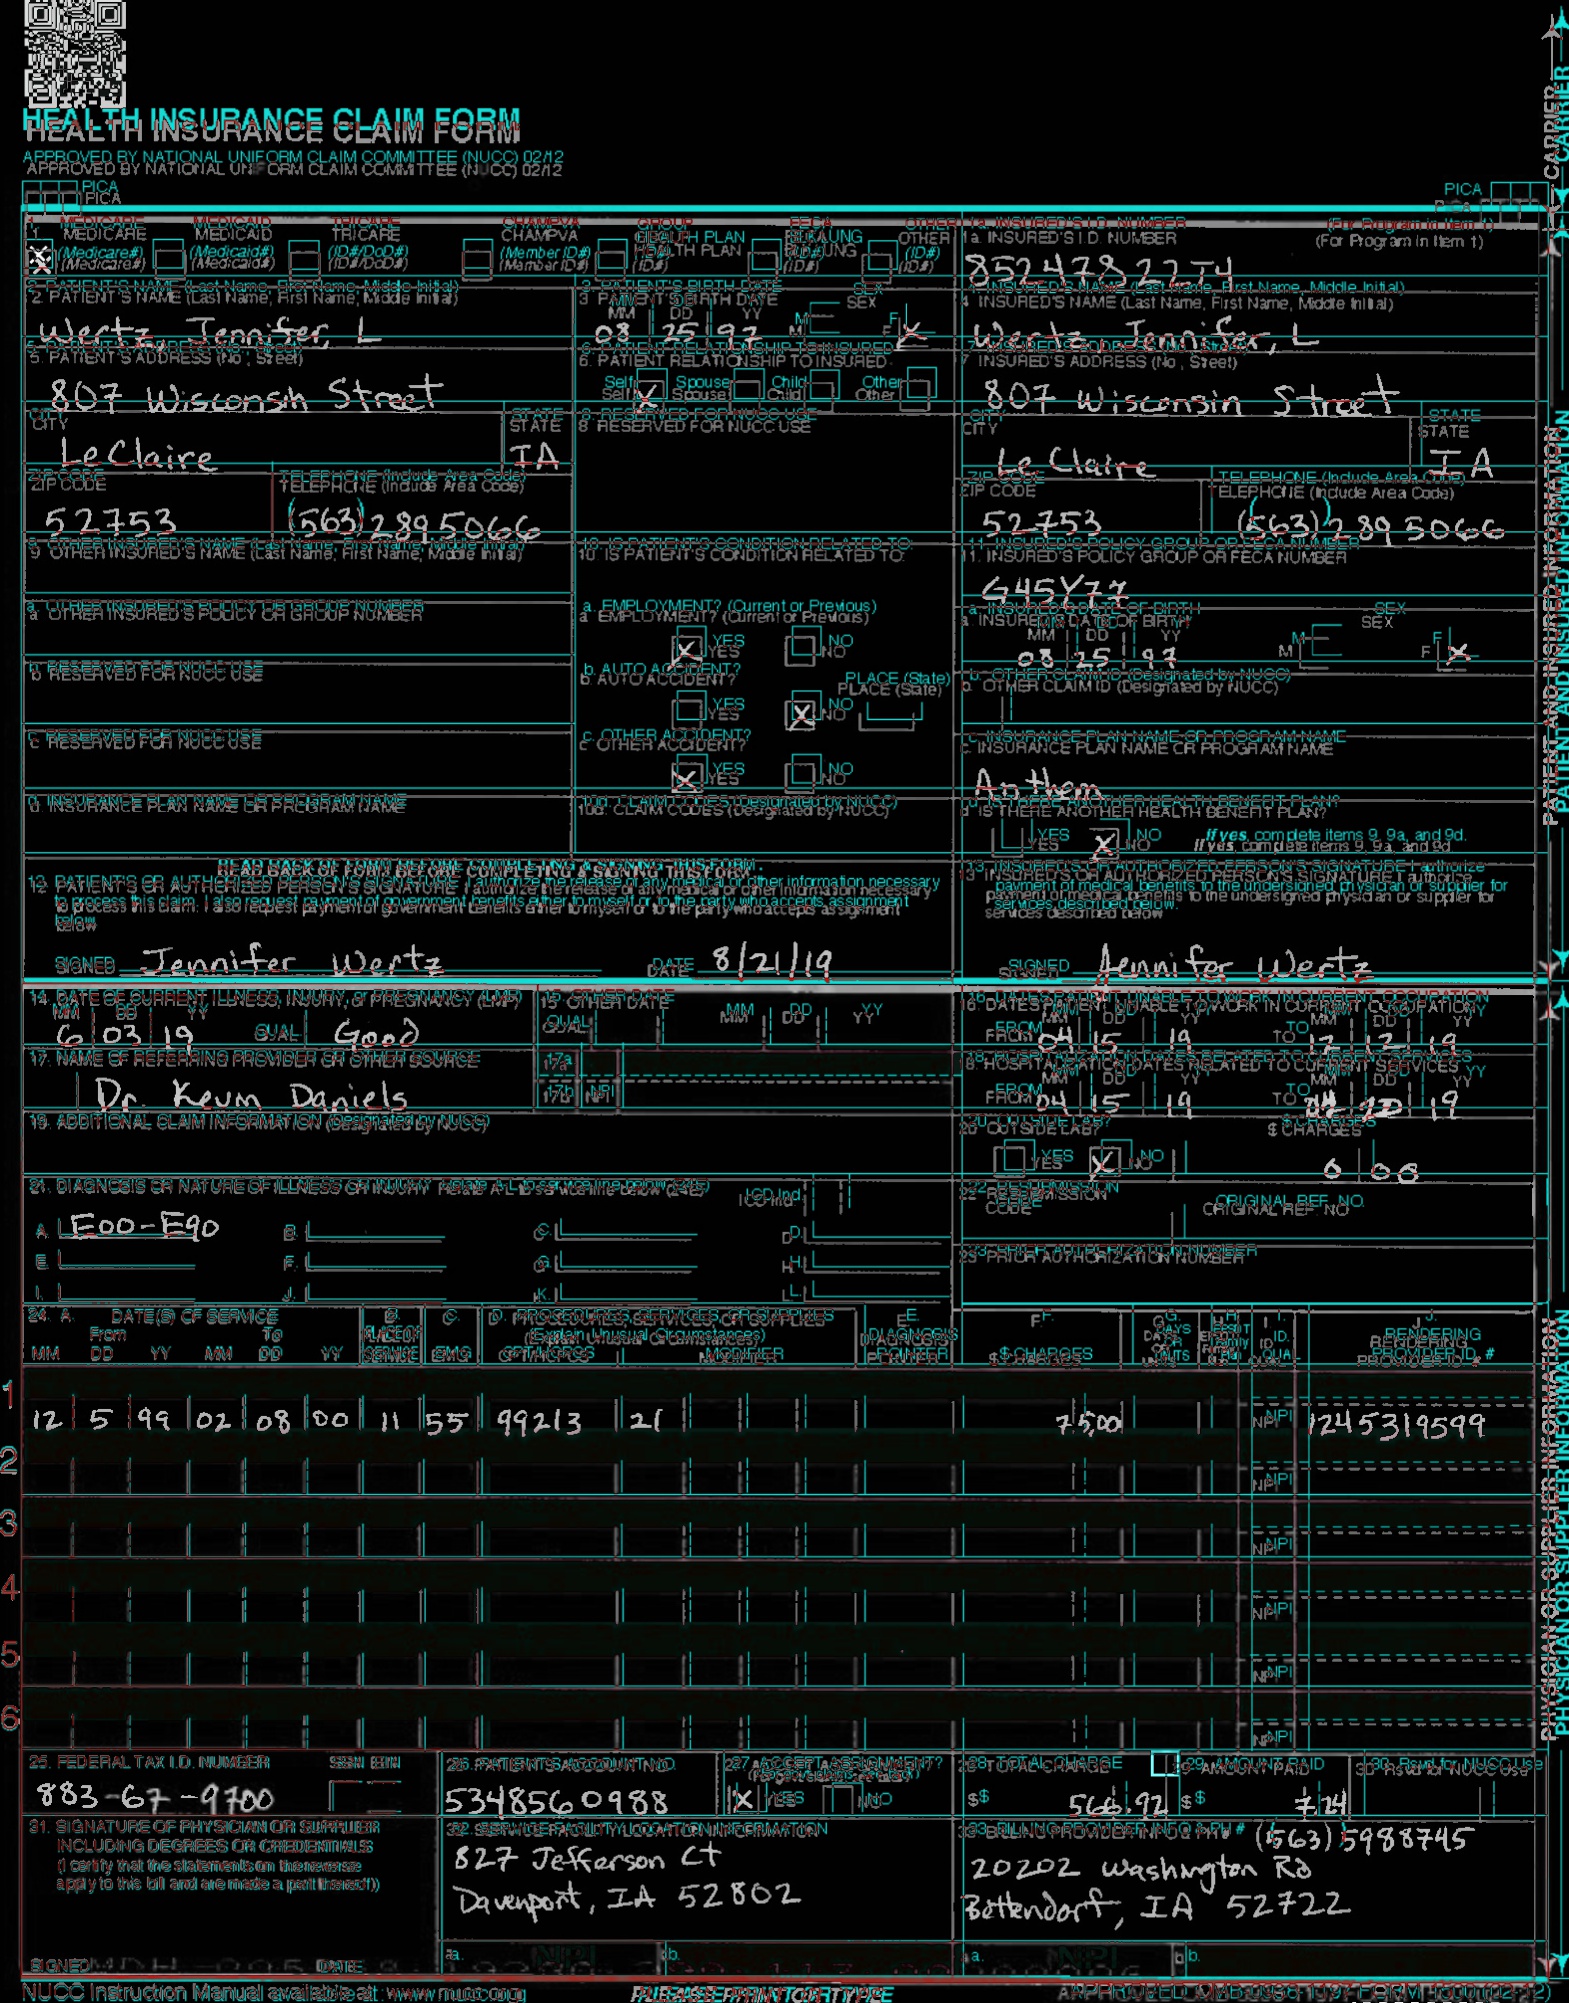 HEALTH INSURANCE CLAIM FORM
APPROVED BY NATIONAL UNIFORM CLAIM COMMITTEE (NUCC) 02/12
PICA PICA
CARRIER
1. MEDICARE MEDICAID TRICARE CHAMPVA GROUP HEALTH PLAN FECA BLK LUNG OTHER
(Medicare#) (Medicaid#) (ID#/DoD#) (Member ID#) (ID#) (ID#) (ID#)
1a. INSURED'S I.D. NUMBER (For Program in Item 1)
2. PATIENT'S NAME (Last Name, First Name, Middle Initial)
Wertz, Jennifer, L
3. PATIENT'S BIRTH DATE SEX
MM DD YY M F
08 25 97 X
4. INSURED'S NAME (Last Name, First Name, Middle Initial)
Wertz, Jennifer, L
5. PATIENT'S ADDRESS (No., Street)
807 Wisconsin Street
6. PATIENT RELATIONSHIP TO INSURED
Self X Spouse Child Other
7. INSURED'S ADDRESS (No., Street)
807 Wisconsin Street
CITY STATE
LeClaire IA
8. RESERVED FOR NUCC USE
CITY STATE
Le Claire IA
ZIP CODE TELEPHONE (Include Area Code)
52753 (563) 2895066
ZIP CODE TELEPHONE (Include Area Code)
52753 (563) 2895066
9. OTHER INSURED'S NAME (Last Name, First Name, Middle Initial)
10. IS PATIENT'S CONDITION RELATED TO:
11. INSURED'S POLICY GROUP OR FECA NUMBER
G45Y77
a. OTHER INSURED'S POLICY OR GROUP NUMBER
a. EMPLOYMENT? (Current or Previous)
X YES NO
a. INSURED'S DATE OF BIRTH SEX
MM DD YY M F
08 25 97 X
b. RESERVED FOR NUCC USE
b. AUTO ACCIDENT? PLACE (State)
YES X NO
b. OTHER CLAIM ID (Designated by NUCC)
c. RESERVED FOR NUCC USE
c. OTHER ACCIDENT?
X YES NO
c. INSURANCE PLAN NAME OR PROGRAM NAME
Anthem
d. INSURANCE PLAN NAME OR PROGRAM NAME
10d. CLAIM CODES (Designated by NUCC)
d. IS THERE ANOTHER HEALTH BENEFIT PLAN?
YES X NO If yes, complete items 9, 9a, and 9d.
READ BACK OF FORM BEFORE COMPLETING & SIGNING THIS FORM.
12. PATIENT'S OR AUTHORIZED PERSON'S SIGNATURE I authorize the release of any medical or other information necessary
to process this claim. I also request payment of government benefits either to myself or to the party who accepts assignment
below.
SIGNED Jennifer Wertz DATE 8/21/19
13. INSURED'S OR AUTHORIZED PERSON'S SIGNATURE I authorize
payment of medical benefits to the undersigned physician or supplier for
services described below.
SIGNED Jennifer Wertz
PATIENT AND INSURED INFORMATION
14. DATE OF CURRENT ILLNESS, INJURY, or PREGNANCY (LMP)
MM DD YY
6 03 19 QUAL. Good
15. OTHER DATE
QUAL. MM DD YY
16. DATES PATIENT UNABLE TO WORK IN CURRENT OCCUPATION
MM DD YY MM DD YY
FROM 04 15 19 TO 12 12 19
17. NAME OF REFERRING PROVIDER OR OTHER SOURCE
Dr. Kevin Daniels
17a.
17b. NPI
18. HOSPITALIZATION DATES RELATED TO CURRENT SERVICES
MM DD YY MM DD YY
FROM 04 15 19 TO 19
19. ADDITIONAL CLAIM INFORMATION (Designated by NUCC)
20. OUTSIDE LAB? $ CHARGES
YES X NO 0 00
21. DIAGNOSIS OR NATURE OF ILLNESS OR INJURY Relate A-L to service line below (24E) ICD Ind.
A. E00-E90 B. C. D.
E. F. G. H.
I. J. K. L.
22. RESUBMISSION CODE ORIGINAL REF. NO.
23. PRIOR AUTHORIZATION NUMBER
24. A. DATE(S) OF SERVICE B. C. D. PROCEDURES, SERVICES, OR SUPPLIES E. F. G. H. I. J.
From To PLACE OF (Explain Unusual Circumstances) DIAGNOSIS DAYS OR UNITS EPSDT Family Plan ID. RENDERING
MM DD YY MM DD YY SERVICE EMG CPT/HCPCS MODIFIER POINTER $ CHARGES QUAL. PROVIDER ID. #
1 12 5 99 02 08 00 11 55 99213 21 7500 NPI 1245319599
2 NPI
3 NPI
4 NPI
5 NPI
6 NPI
25. FEDERAL TAX I.D. NUMBER SSN EIN
883-67-9700
26. PATIENT'S ACCOUNT NO.
5348560988
27. ACCEPT ASSIGNMENT?
(For govt. claims, see back)
X YES NO
28. TOTAL CHARGE
$ 566.92
29. AMOUNT PAID
$ 724
30. Rsvd for NUCC Use
31. SIGNATURE OF PHYSICIAN OR SUPPLIER
INCLUDING DEGREES OR CREDENTIALS
(I certify that the statements on the reverse
apply to this bill and are made a part thereof.)
SIGNED DATE
32. SERVICE FACILITY LOCATION INFORMATION
827 Jefferson Ct
Davenport, IA 52802
a. b.
33. BILLING PROVIDER INFO & PH # (563) 5988745
20202 Washington Rd
Bettendorf, IA 52722
a. b.
PHYSICIAN OR SUPPLIER INFORMATION
NUCC Instruction Manual available at: www.nucc.org
PLEASE PRINT OR TYPE